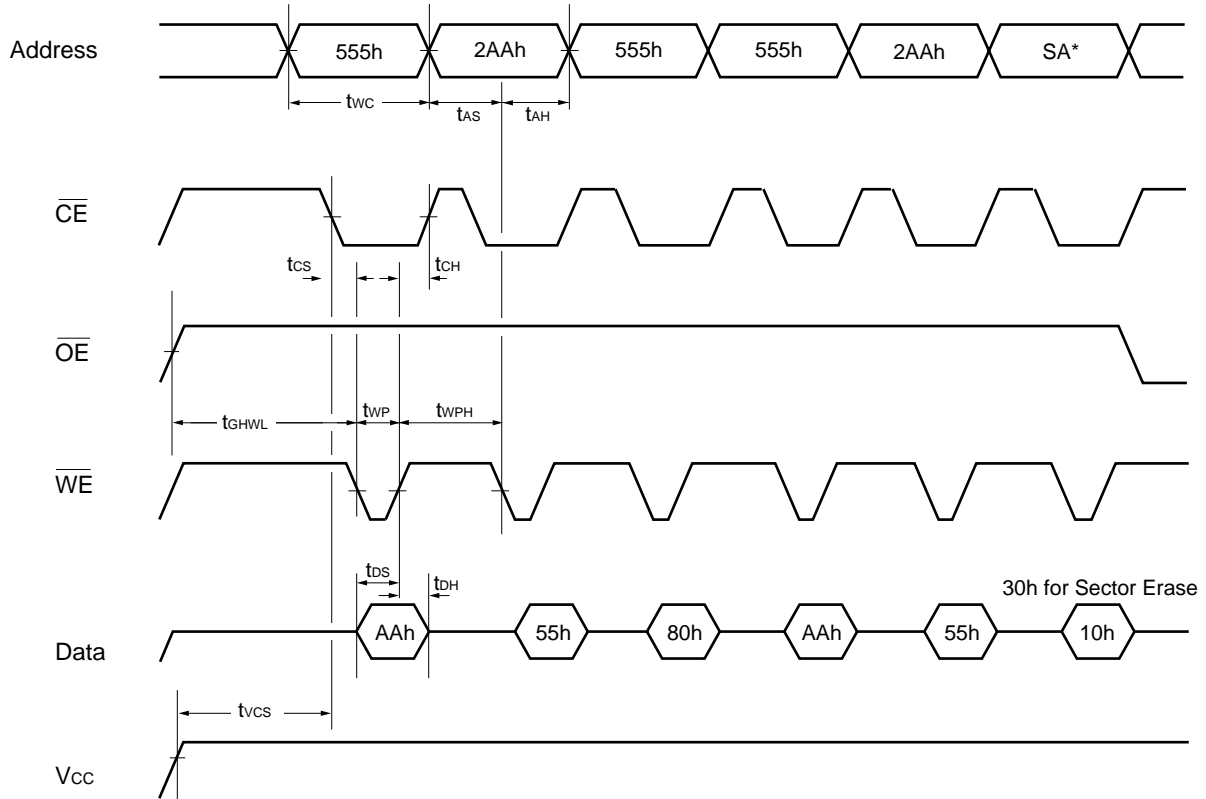 Address
555h
2AAh
555h
555h
2AAh
SA*
tWC
tAS
tAH
CE
tCS
tCH
OE
tGHWL
tWP
tWPH
WE
tDS
tDH
30h for Sector Erase
Data
AAh
55h
80h
AAh
55h
10h
tVCS
VCC